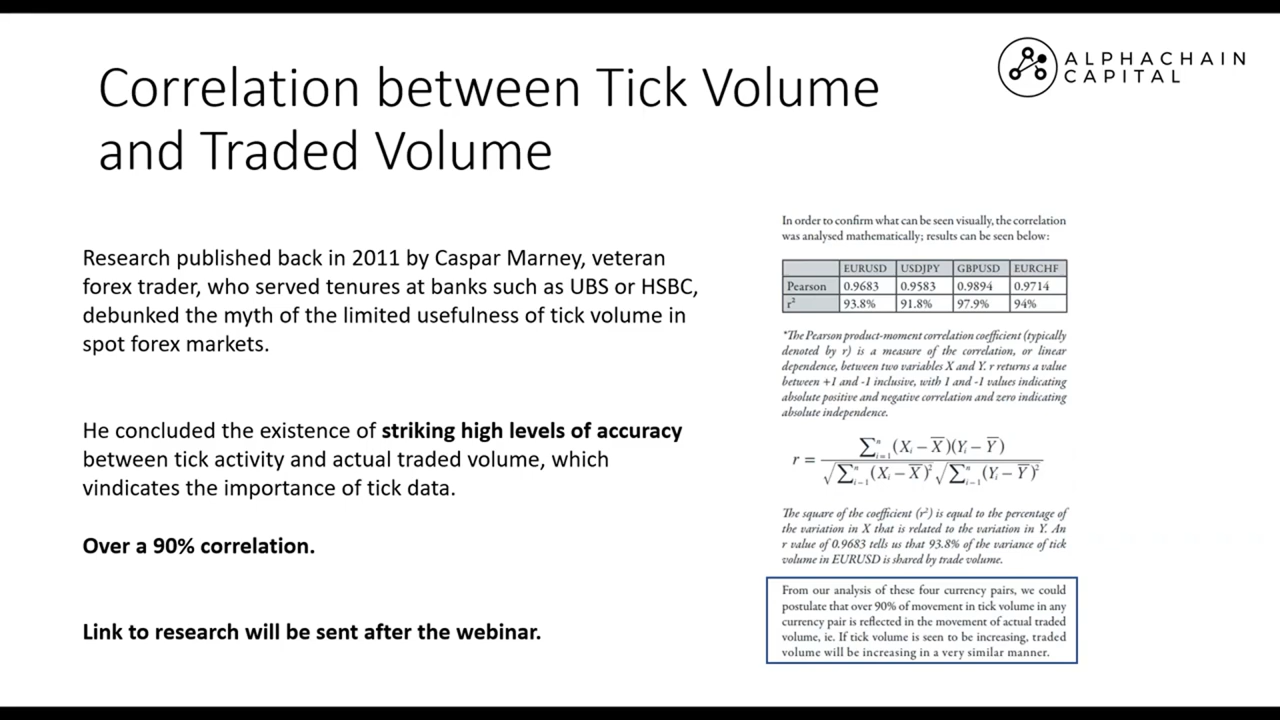 Correlation between Tick Volume
and Traded Volume
ALPHACHAIN
CAPITAL
Research published back in 2011 by Caspar Marney, veteran
forex trader, who served tenures at banks such as UBS or HSBC,
debunked the myth of the limited usefulness of tick volume in
spot forex markets.
He concluded the existence of striking high levels of accuracy
between tick activity and actual traded volume, which
vindicates the importance of tick data.
Over a 90% correlation.
Link to research will be sent after the webinar.
In order to confirm what can be seen visually, the correlation
was analysed mathematically; results can be seen below:
EURUSD USDJPY GBPUSD EURCHF
Pearson 0.9683 0.9583 0.9894 0.9714
r² 93.8% 91.8% 97.9% 94%
*The Pearson product-moment correlation coefficient (typically
denoted by r) is a measure of the correlation, or linear
dependence, between two variables X and Y. r returns a value
between +1 and -1 inclusive, with 1 and -1 values indicating
absolute positive and negative correlation and zero indicating
absolute independence.
r = ∑ⁿᵢ₌₁ (Xᵢ – X̅)(Yᵢ – Y̅) / √∑ⁿᵢ₋₁ (Xᵢ – X̅)² √∑ⁿᵢ₋₁ (Yᵢ – Y̅)²
The square of the coefficient (r²) is equal to the percentage of
the variation in X that is related to the variation in Y. An
r value of 0.9683 tells us that 93.8% of the variance of tick
volume in EURUSD is shared by trade volume.
From our analysis of these four currency pairs, we could
postulate that over 90% of movement in tick volume in any
currency pair is reflected in the movement of actual traded
volume, ie. If tick volume is seen to be increasing, traded
volume will be increasing in a very similar manner.